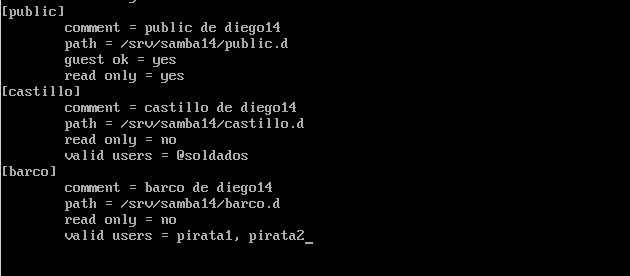 [public]
comment = public de diego14
path = /srv/samba14/public.d
guest ok = yes
read only = yes
[castillo]
comment = castillo de diego14
path = /srv/samba14/castillo.d
read only = no
valid users = @soldados
[barco]
comment = barco de diego14
path = /srv/samba14/barco.d
read only = no
valid users = pirata1, pirata2_